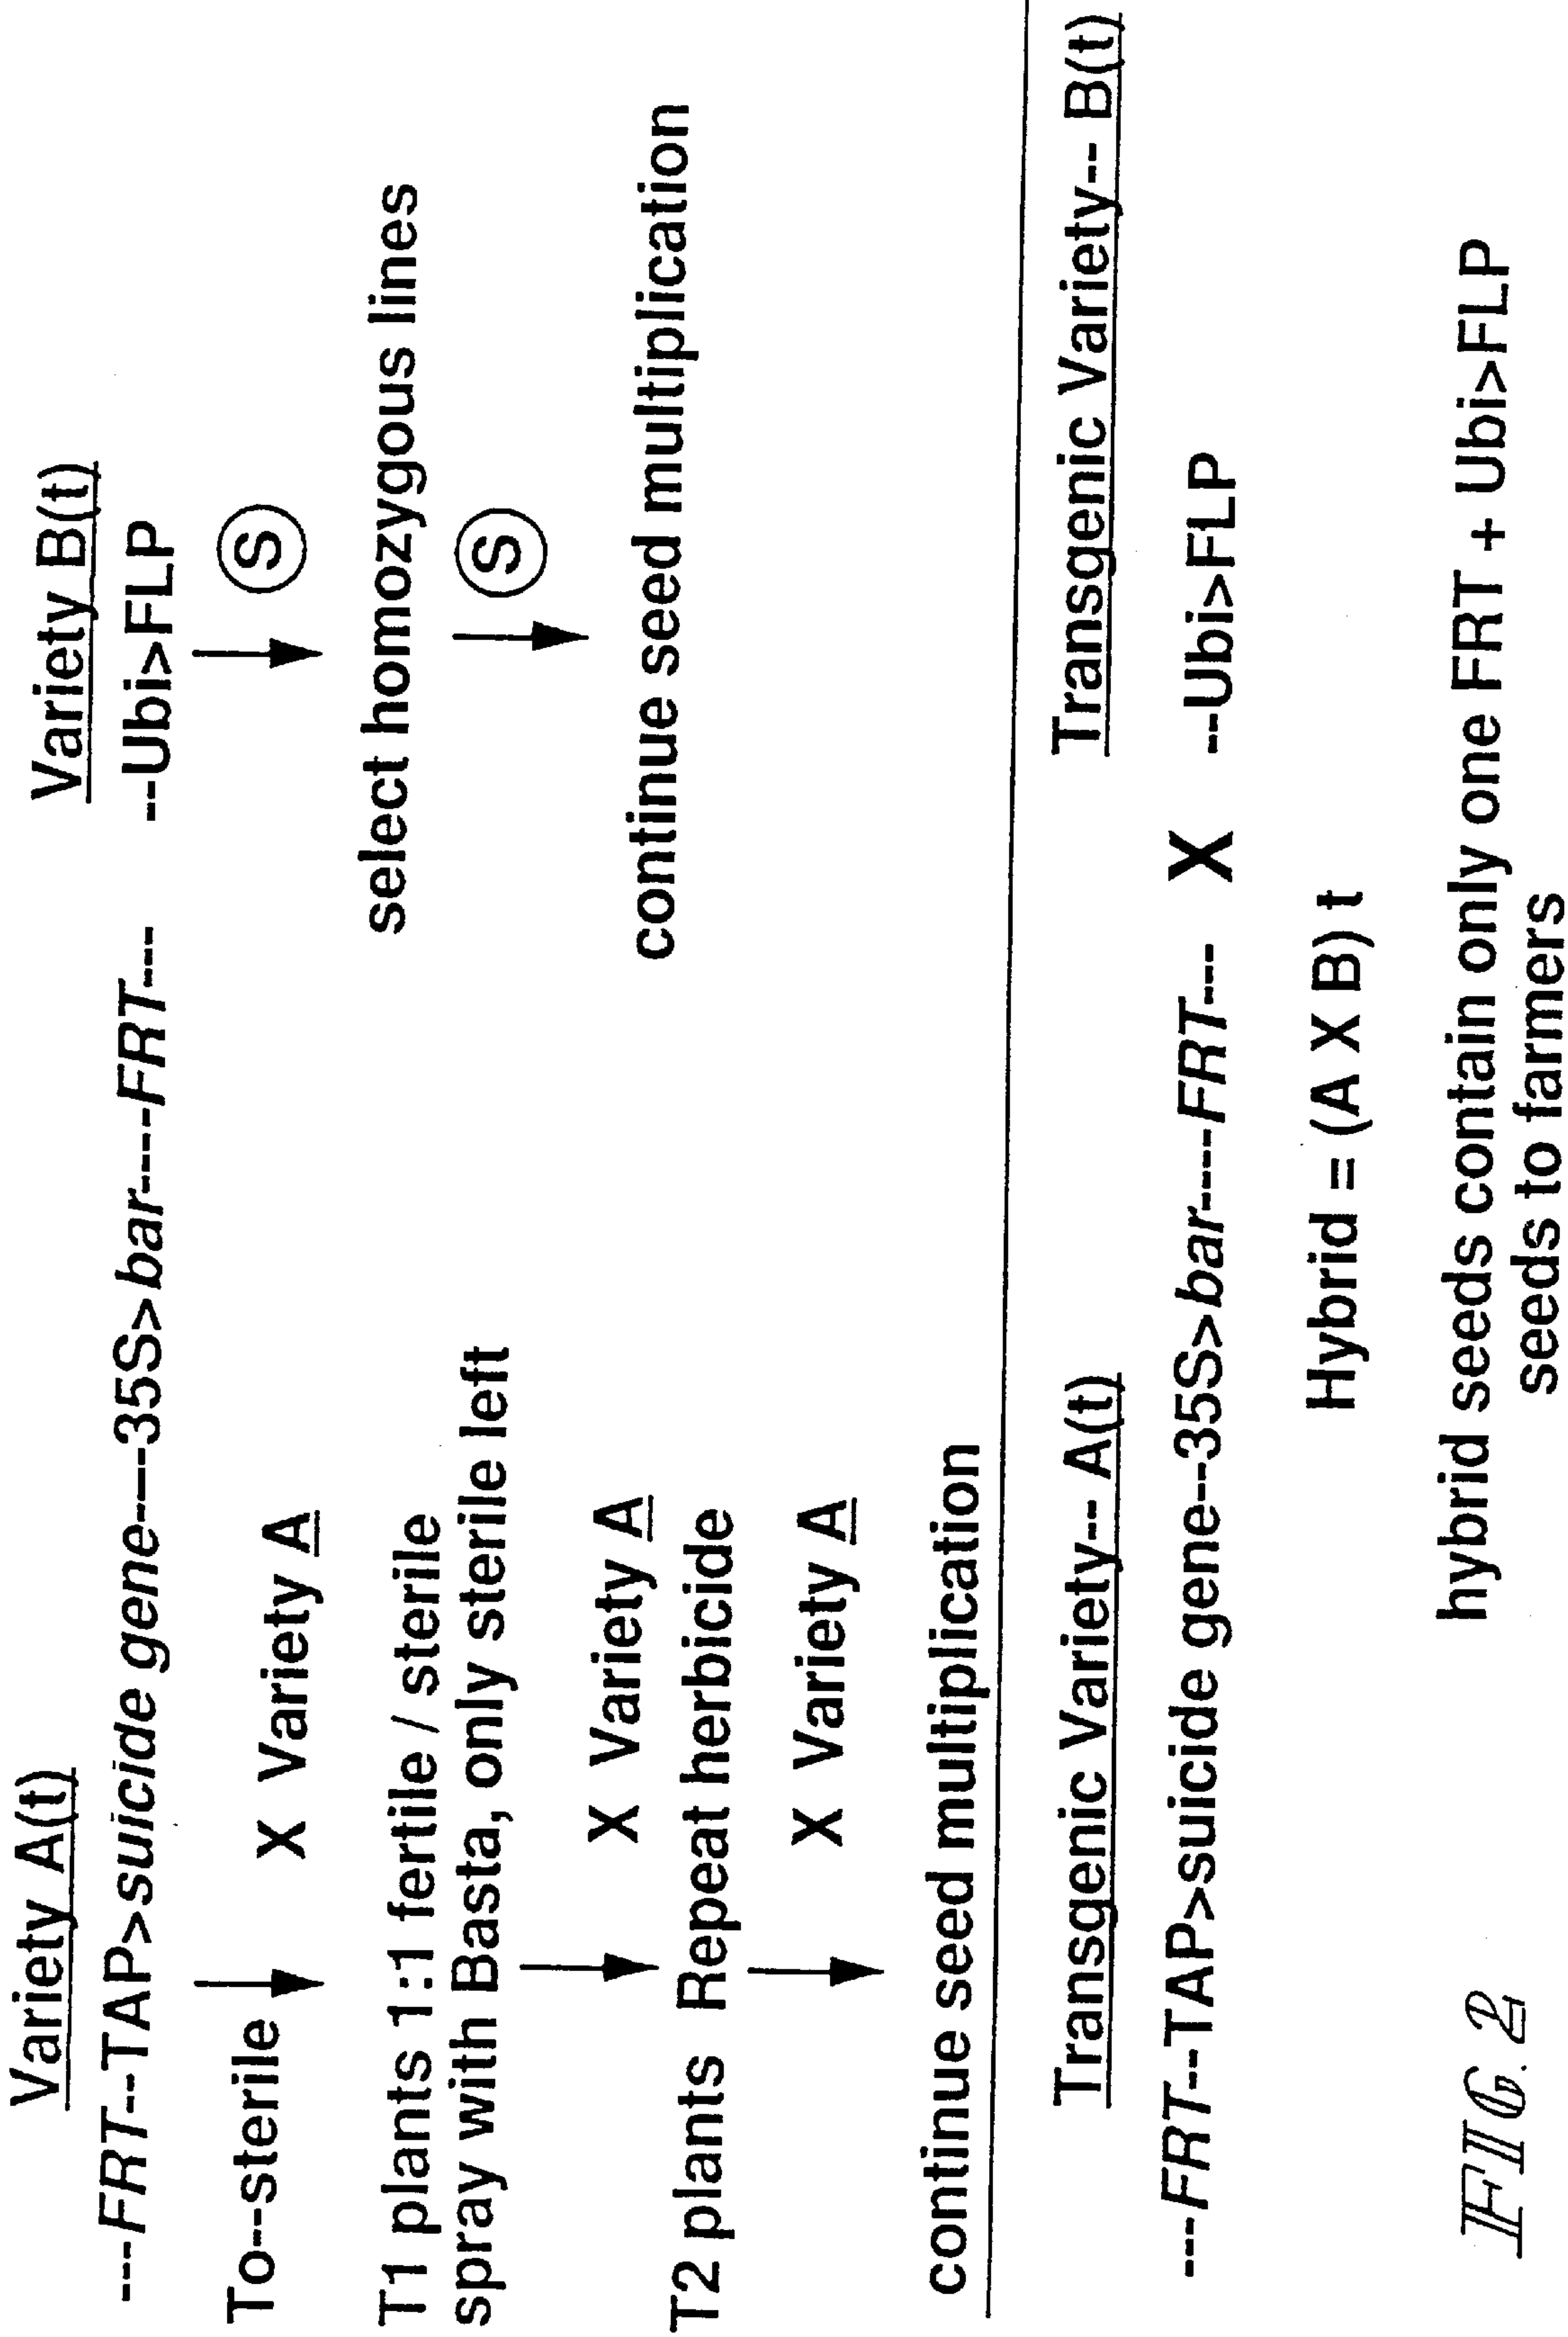 Variety A(t)
Variety B(t)
----FRT--TAP>suicide gene----35S>bar-----FRT---
---Ubi>FLP
To--sterile X Variety A
S
T1 plants 1:1 fertile / sterile
spray with Basta, only sterile left
select homozygous lines
X Variety A
S
T2 plants Repeat herbicide
continue seed multiplication
X Variety A
continue seed multiplication
Transgenic Variety-- A(t)
Transgenic Variety-- B(t)
----FRT--TAP>suicide gene--35S>bar-----FRT--- X --Ubi>FLP
Hybrid = (A X B) t
hybrid seeds contain only one FRT + Ubi>FLP
seeds to farmers
FIG. 2